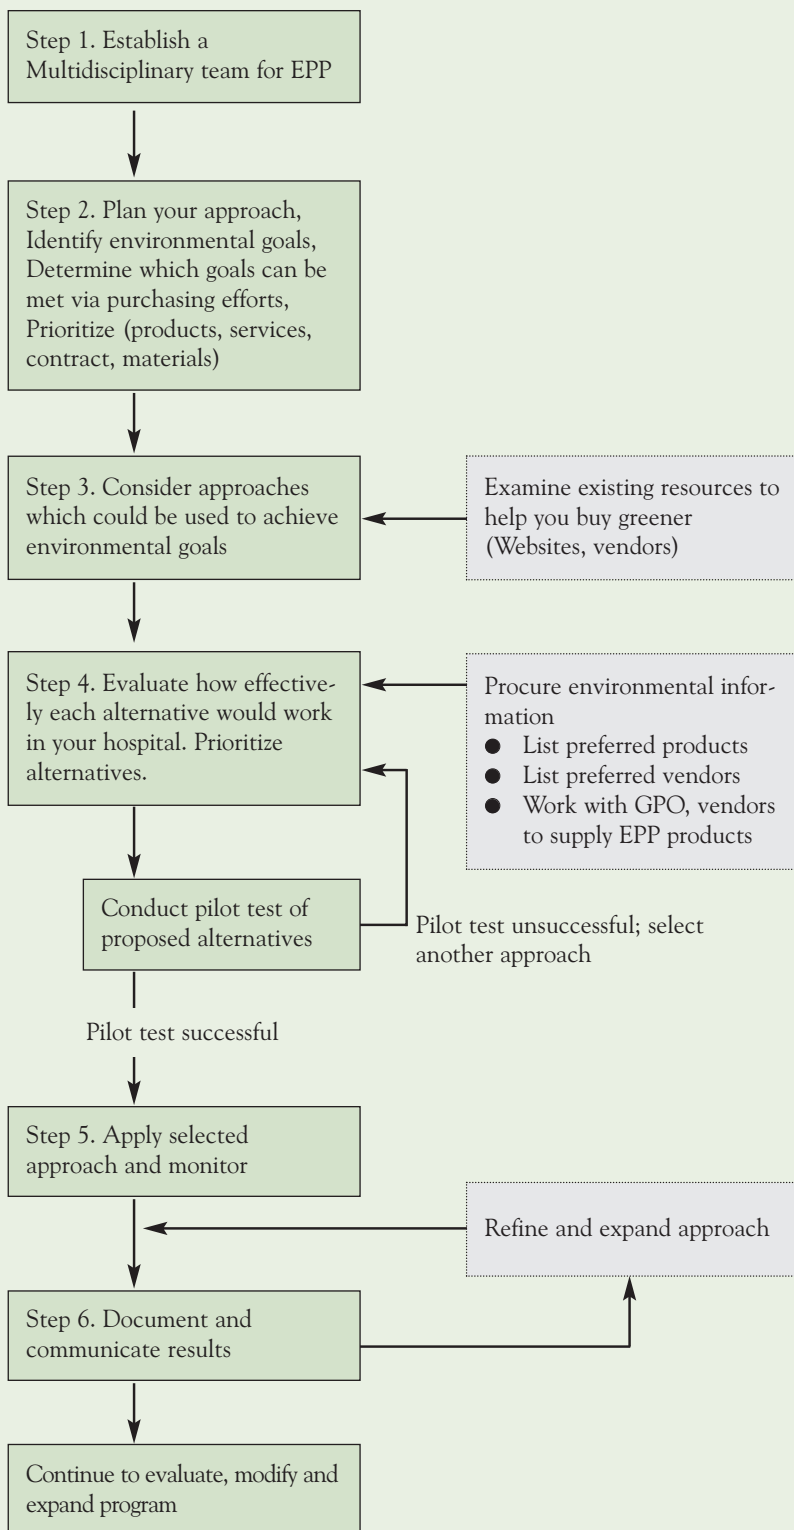 Step 1. Establish a
Multidisciplinary team for EPP
Step 2. Plan your approach,
Identify environmental goals,
Determine which goals can be
met via purchasing efforts,
Prioritize (products, services,
contract, materials)
Step 3. Consider approaches
which could be used to achieve
environmental goals
Examine existing resources to
help you buy greener
(Websites, vendors)
Step 4. Evaluate how effective-
ly each alternative would work
in your hospital. Prioritize
alternatives.
Procure environmental infor-
mation
● List preferred products
● List preferred vendors
● Work with GPO, vendors
to supply EPP products
Conduct pilot test of
proposed alternatives
Pilot test unsuccessful; select
another approach
Pilot test successful
Step 5. Apply selected
approach and monitor
Refine and expand approach
Step 6. Document and
communicate results
Continue to evaluate, modify and
expand program